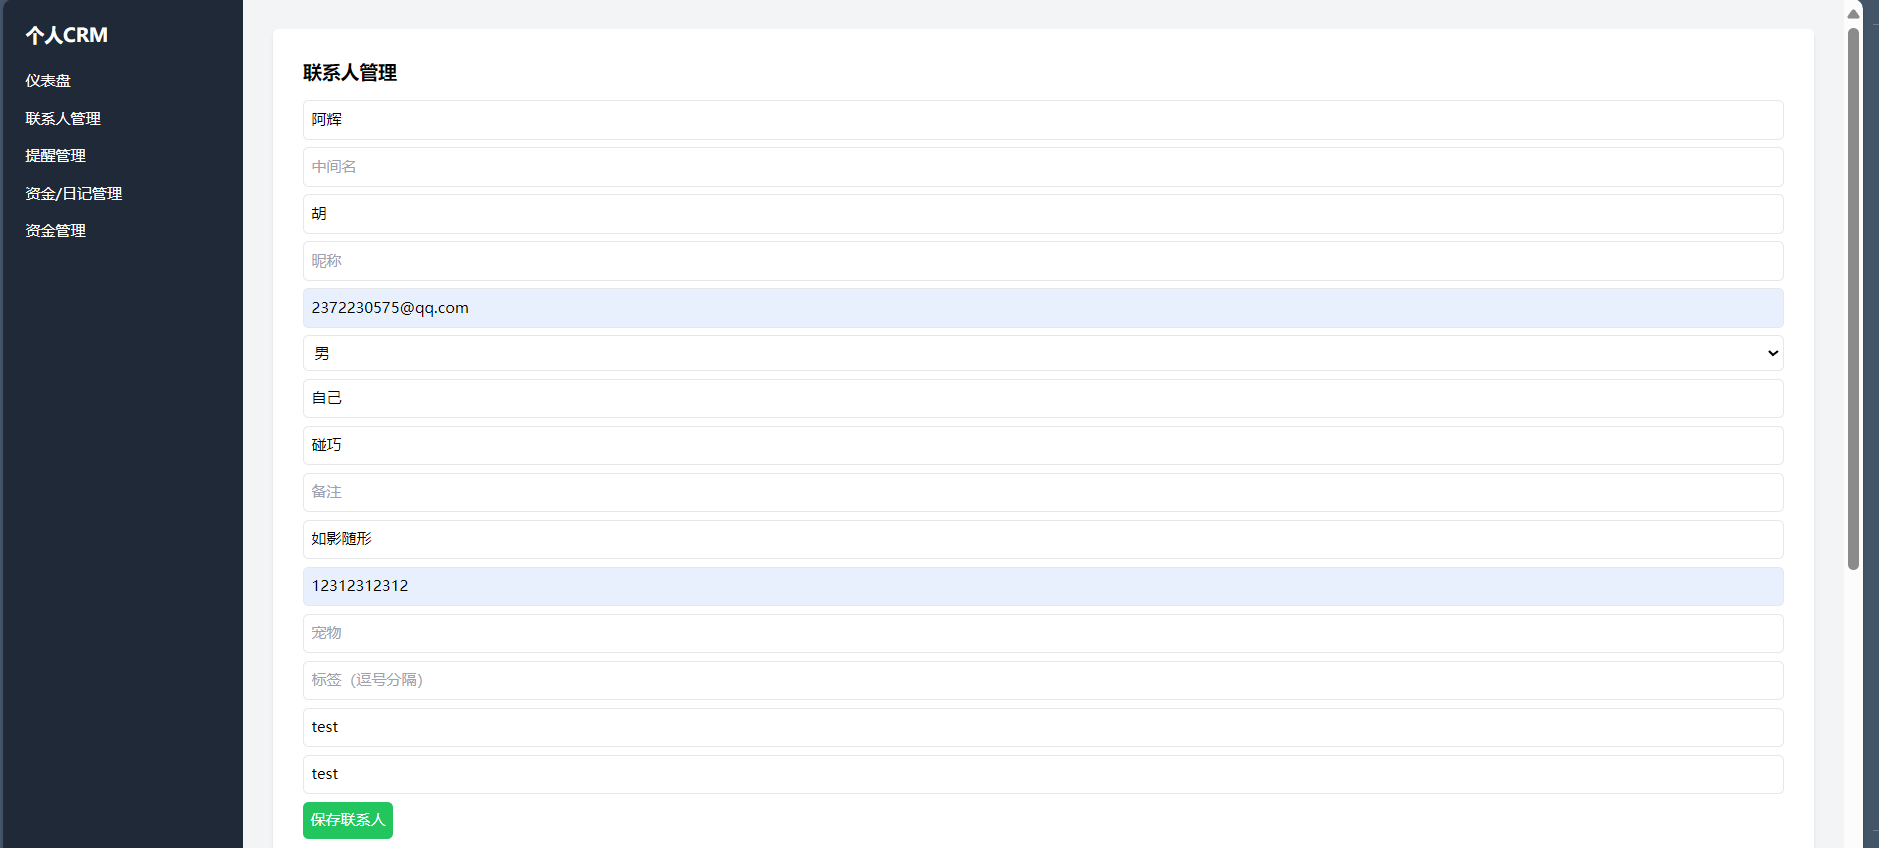 个人CRM
仪表盘
联系人管理
提醒管理
资金/日记管理
资金管理
联系人管理
阿辉
中间名
胡
昵称
2372230575@qq.com
男
自己
碰巧
备注
如影随形
12312312312
宠物
标签（逗号分隔）
test
test
保存联系人